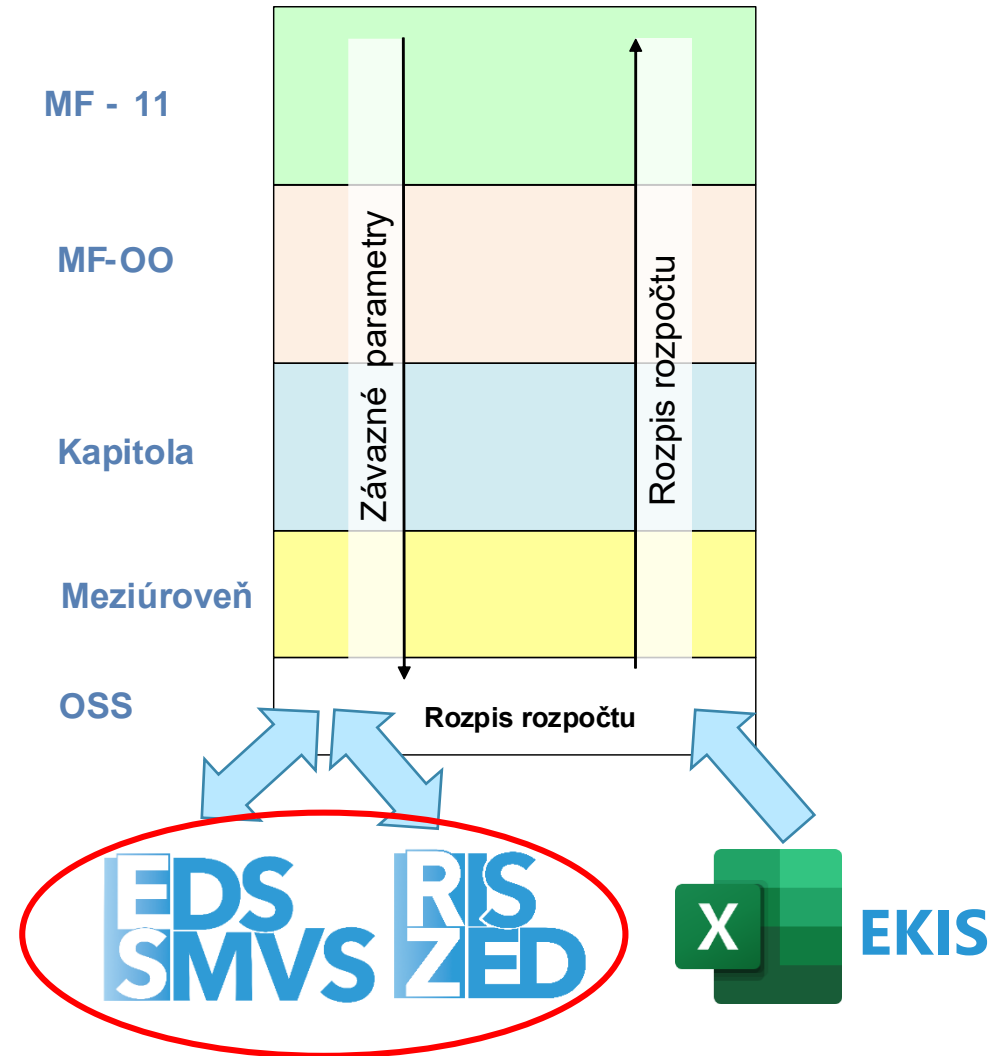 MF - 11
MF-OO
Kapitola
Meziúroveň
OSS
Závazné parametry
Rozpis rozpočtu
Rozpis rozpočtu
EDS
SMVS
RIS
ZED
X
EKIS